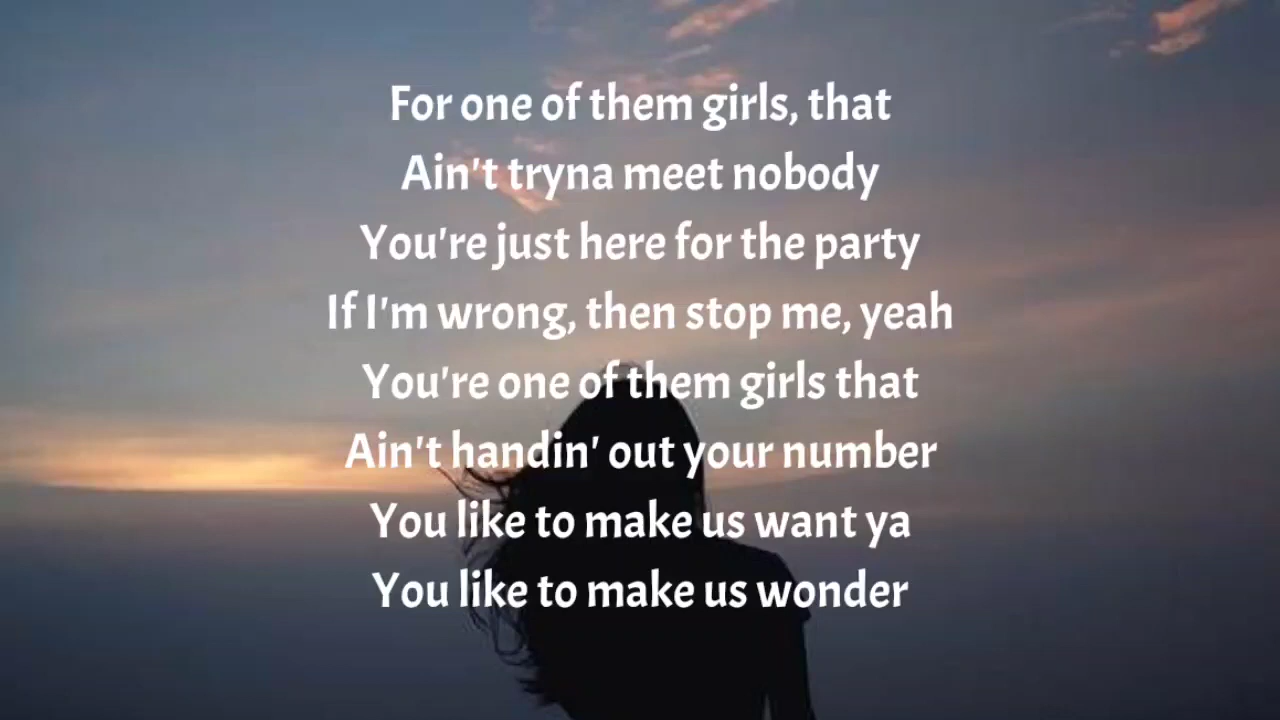 For one of them girls, that
Ain't tryna meet nobody
You're just here for the party
If I'm wrong, then stop me, yeah
You're one of them girls that
Ain't handin' out your number
You like to make us want ya
You like to make us wonder